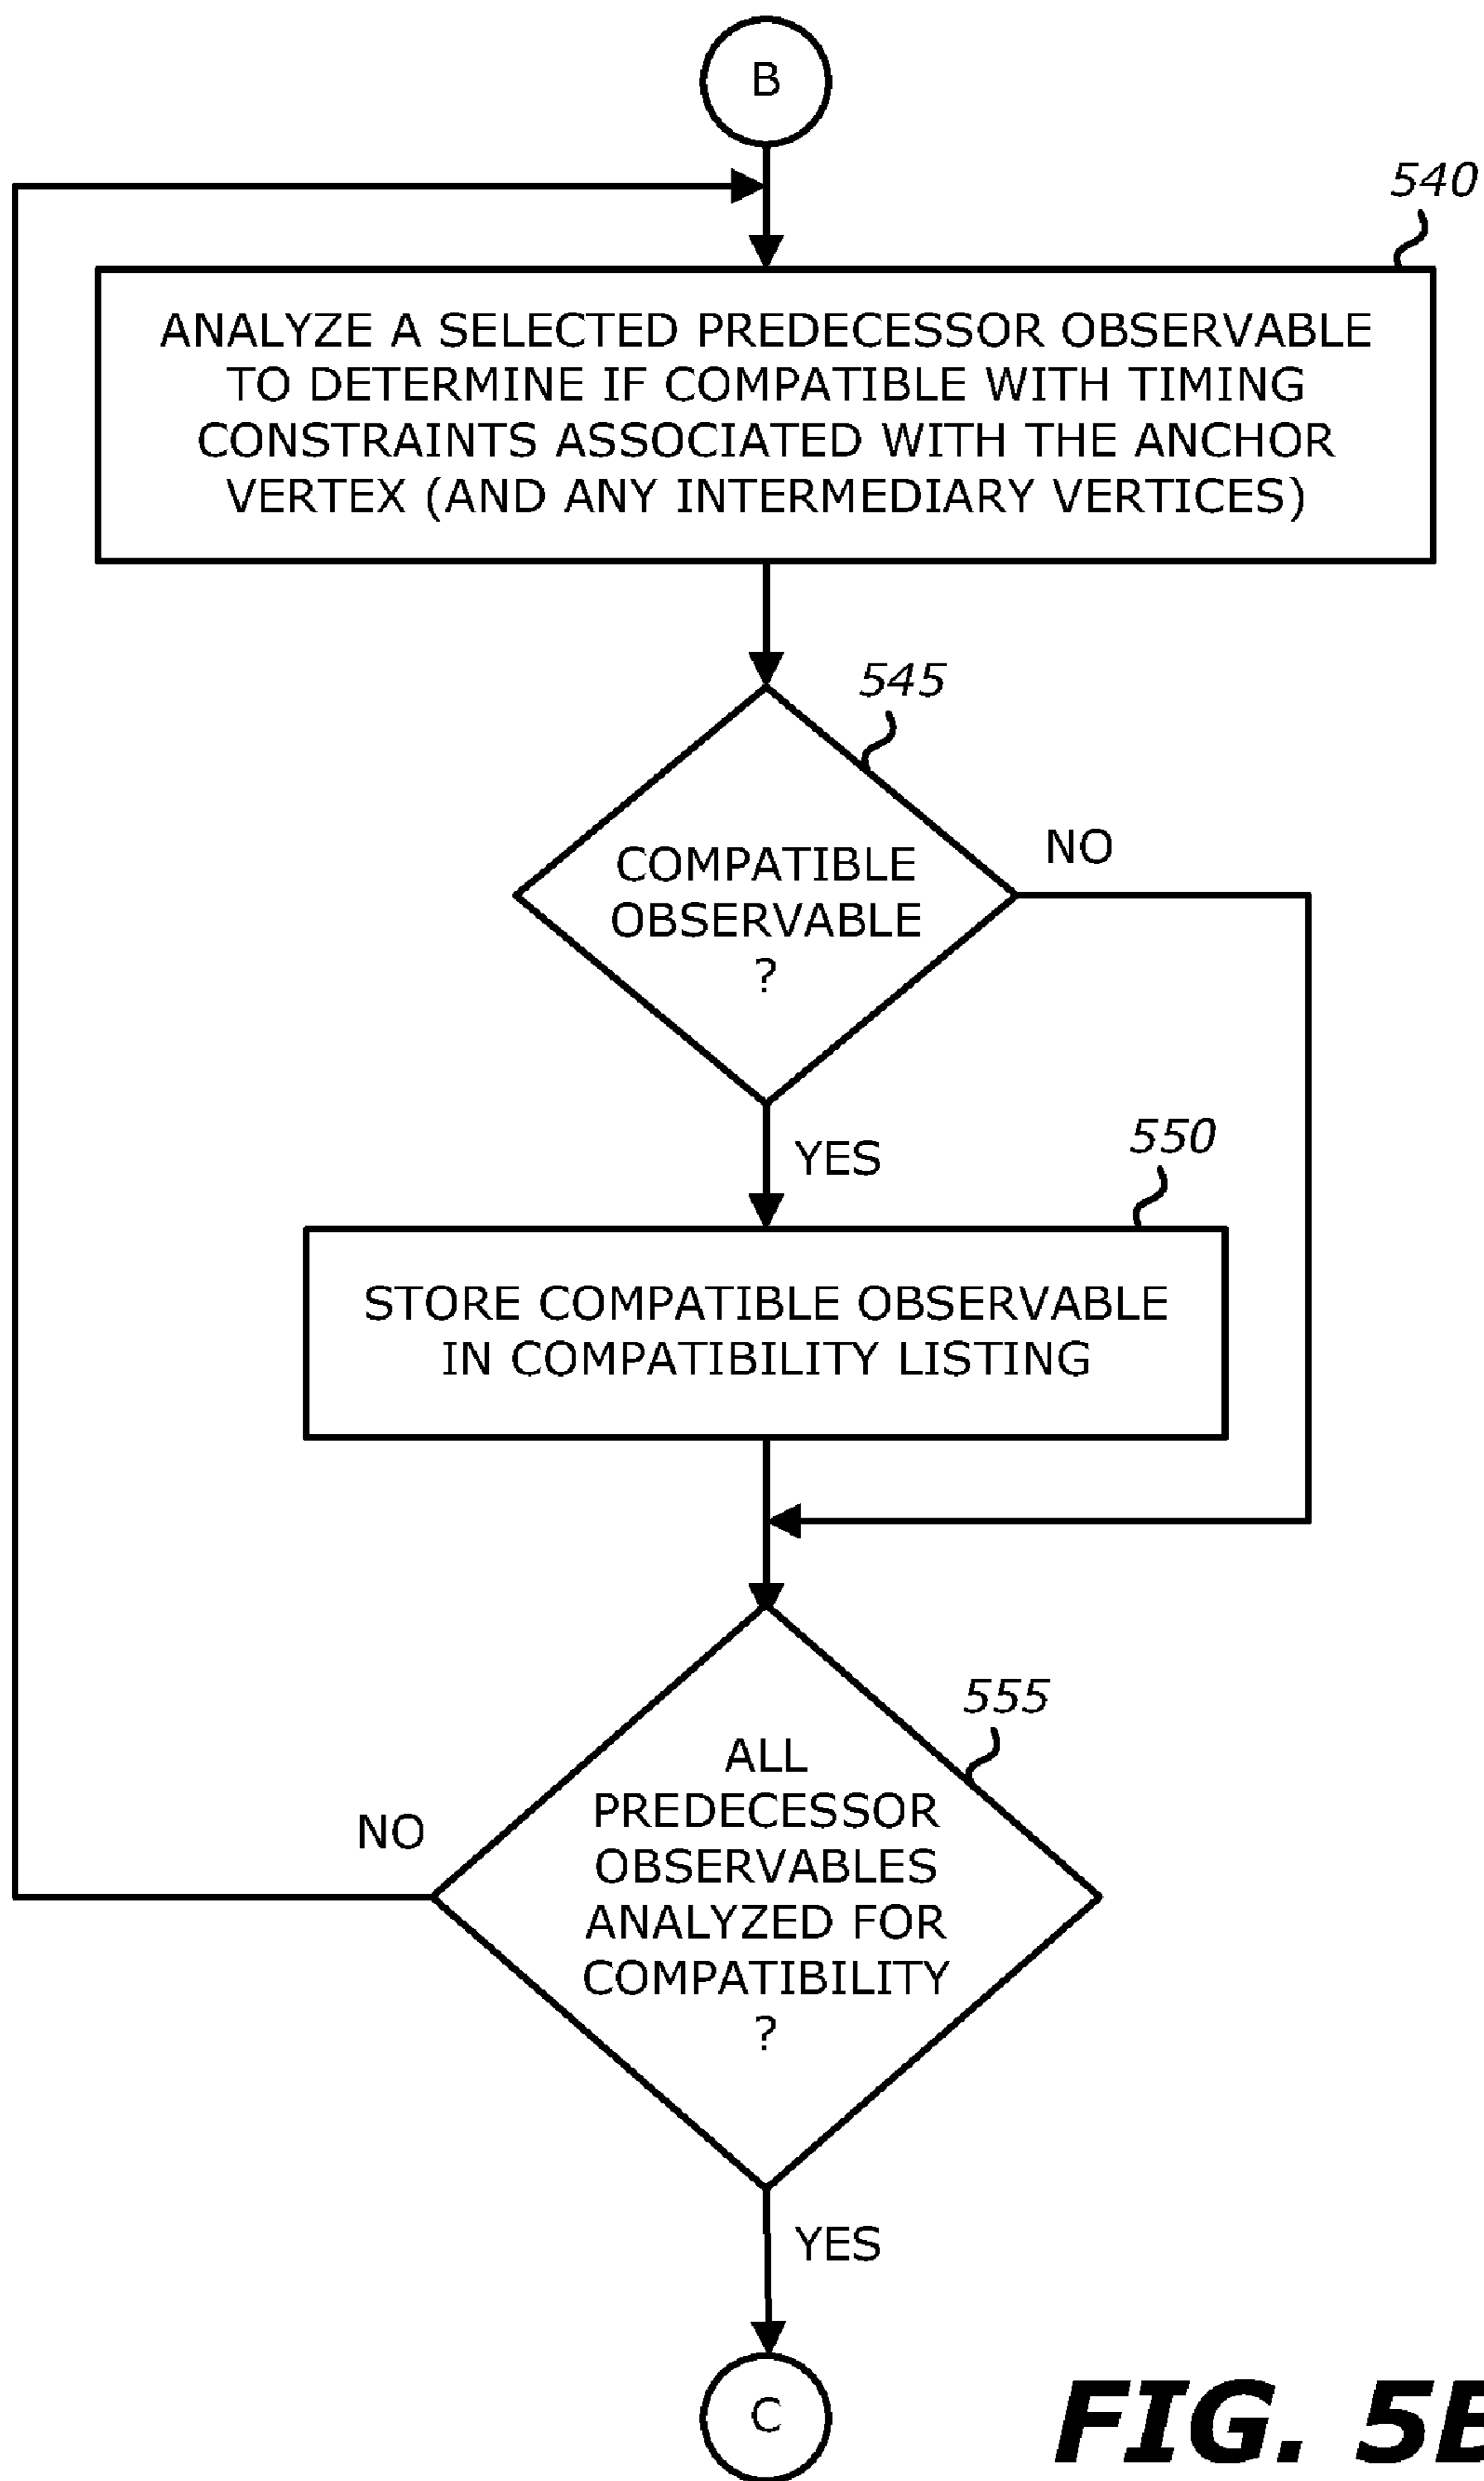 B
540
ANALYZE A SELECTED PREDECESSOR OBSERVABLE
TO DETERMINE IF COMPATIBLE WITH TIMING
CONSTRAINTS ASSOCIATED WITH THE ANCHOR
VERTEX (AND ANY INTERMEDIARY VERTICES)
545
COMPATIBLE
OBSERVABLE
?
NO
YES
550
STORE COMPATIBLE OBSERVABLE
IN COMPATIBILITY LISTING
555
ALL
PREDECESSOR
OBSERVABLES
ANALYZED FOR
COMPATIBILITY
?
NO
YES
C
FIG. 5B